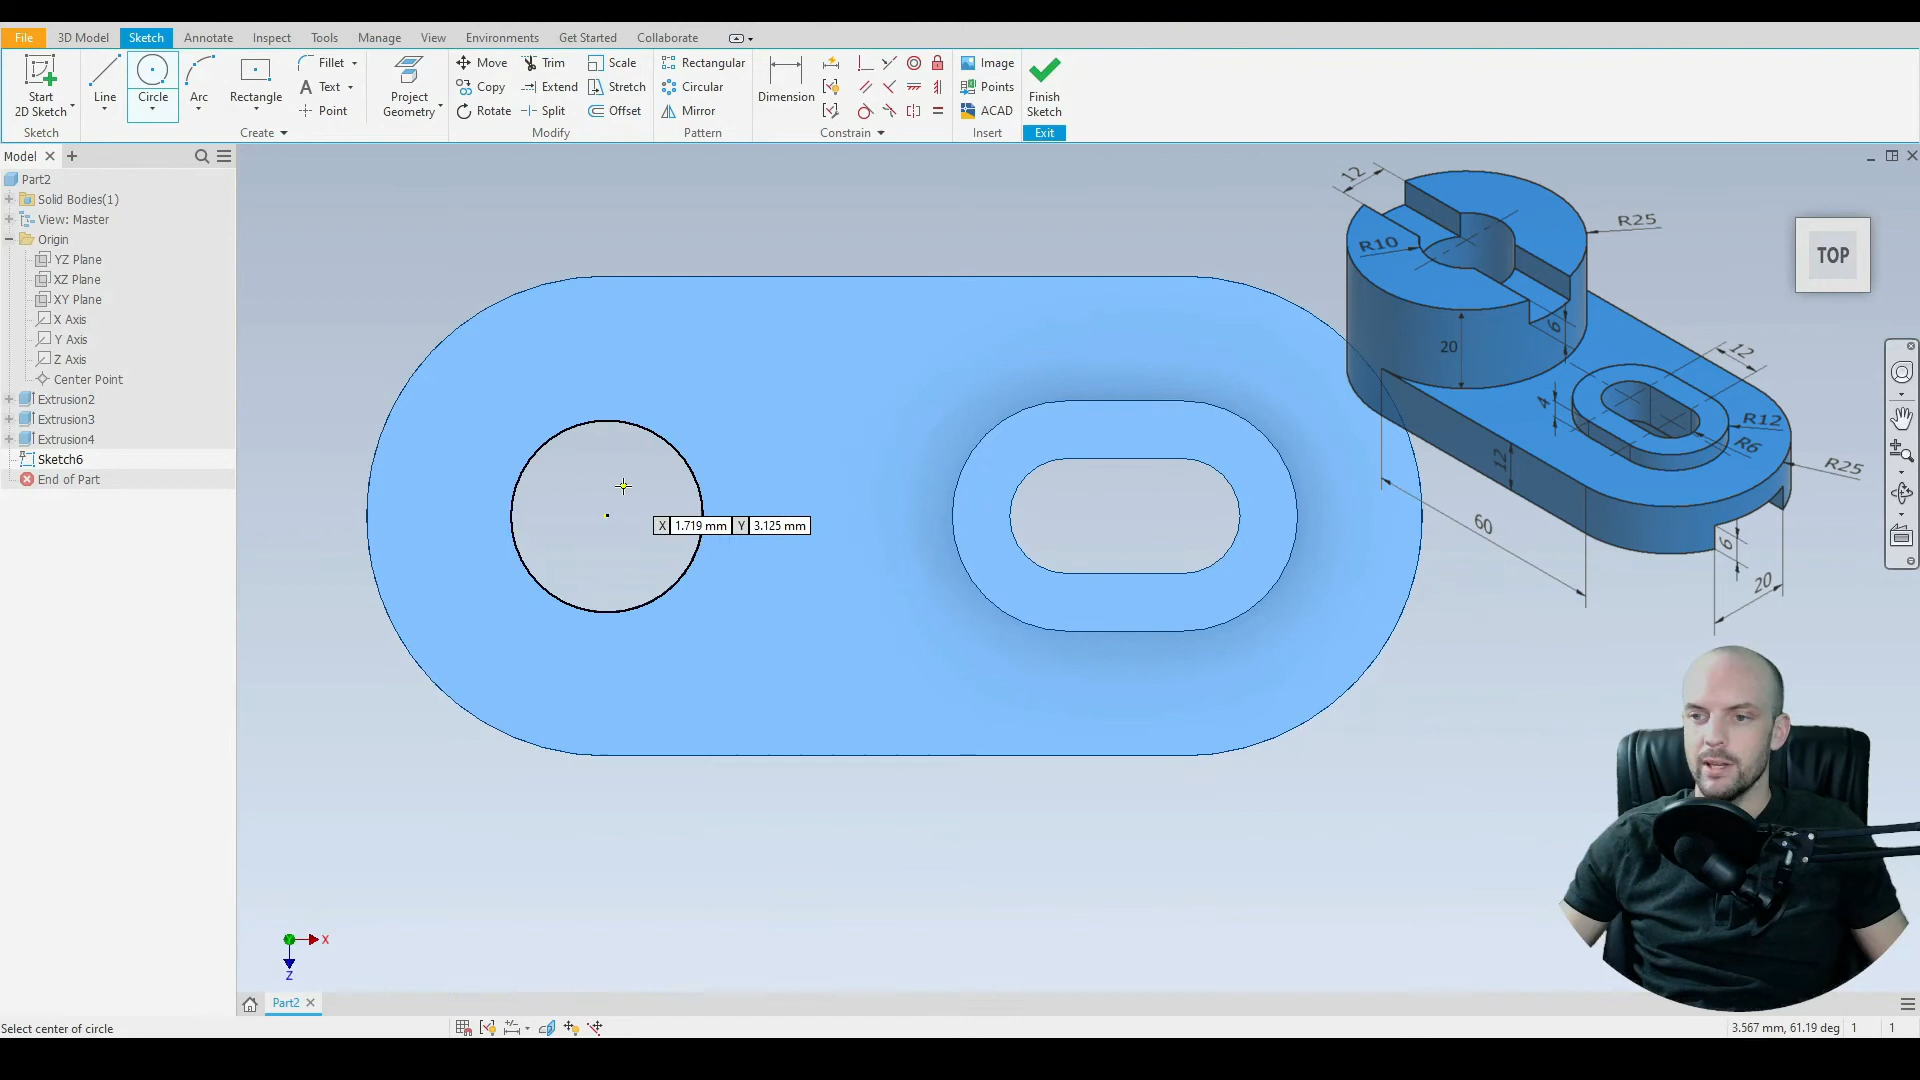 File 3D Model Sketch Annotate Inspect Tools Manage View Environments Get Started Collaborate
Start
2D Sketch
Line
Circle
Arc
Rectangle
Fillet
Text
Point
Project
Geometry
Move Trim Scale
Copy Extend Stretch
Rotate Split Offset
Rectangular
Circular
Mirror
Dimension
Image
Points
ACAD
Finish
Sketch
Sketch Create Modify Pattern Constrain Insert Exit
Model
Part2
Solid Bodies(1)
View: Master
Origin
YZ Plane
XZ Plane
XY Plane
X Axis
Y Axis
Z Axis
Center Point
Extrusion2
Extrusion3
Extrusion4
Sketch6
End of Part
X 1.719 mm Y 3.125 mm
12
R25
R10
TOP
6
20
12
4
R12
R6
12
R25
60
6
20
X
Y
Z
Part2
Select center of circle
3.567 mm, 61.19 deg 1 1